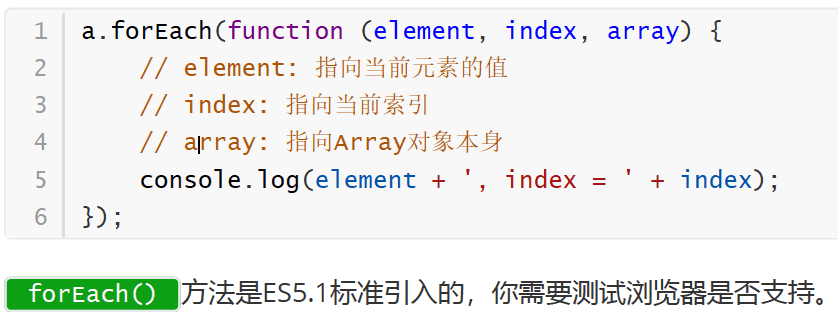 1 a.forEach(function (element, index, array) {
2     // element: 指向当前元素的值
3     // index: 指向当前索引
4     // array: 指向Array对象本身
5     console.log(element + ', index = ' + index);
6 });
forEach() 方法是ES5.1标准引入的，你需要测试浏览器是否支持。